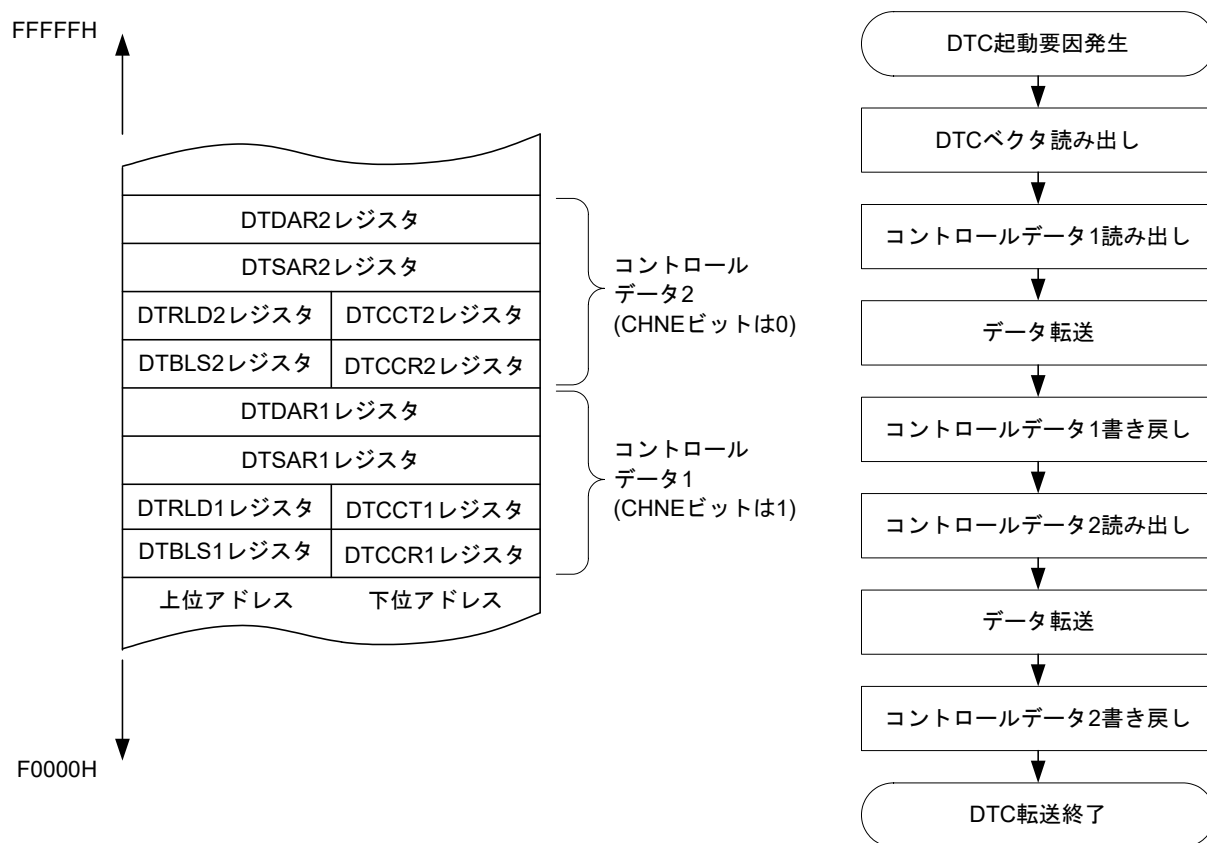 FFFFFH
DTDAR2レジスタ
DTSAR2レジスタ
DTRLD2レジスタ DTCCT2レジスタ
DTBLS2レジスタ DTCCR2レジスタ
DTDAR1レジスタ
DTSAR1レジスタ
DTRLD1レジスタ DTCCT1レジスタ
DTBLS1レジスタ DTCCR1レジスタ
上位アドレス 下位アドレス
F0000H
コントロール
データ2
(CHNEビットは0)
コントロール
データ1
(CHNEビットは1)
DTC起動要因発生
DTCベクタ読み出し
コントロールデータ1読み出し
データ転送
コントロールデータ1書き戻し
コントロールデータ2読み出し
データ転送
コントロールデータ2書き戻し
DTC転送終了